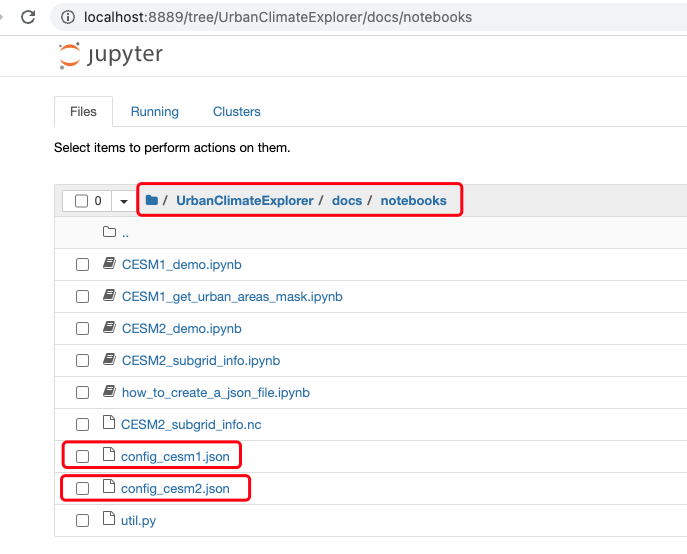 localhost:8889/tree/UrbanClimateExplorer/docs/notebooks
jupyter
Files Running Clusters
Select items to perform actions on them.
0 / UrbanClimateExplorer / docs / notebooks
..
CESM1_demo.ipynb
CESM1_get_urban_areas_mask.ipynb
CESM2_demo.ipynb
CESM2_subgrid_info.ipynb
how_to_create_a_json_file.ipynb
CESM2_subgrid_info.nc
config_cesm1.json
config_cesm2.json
util.py